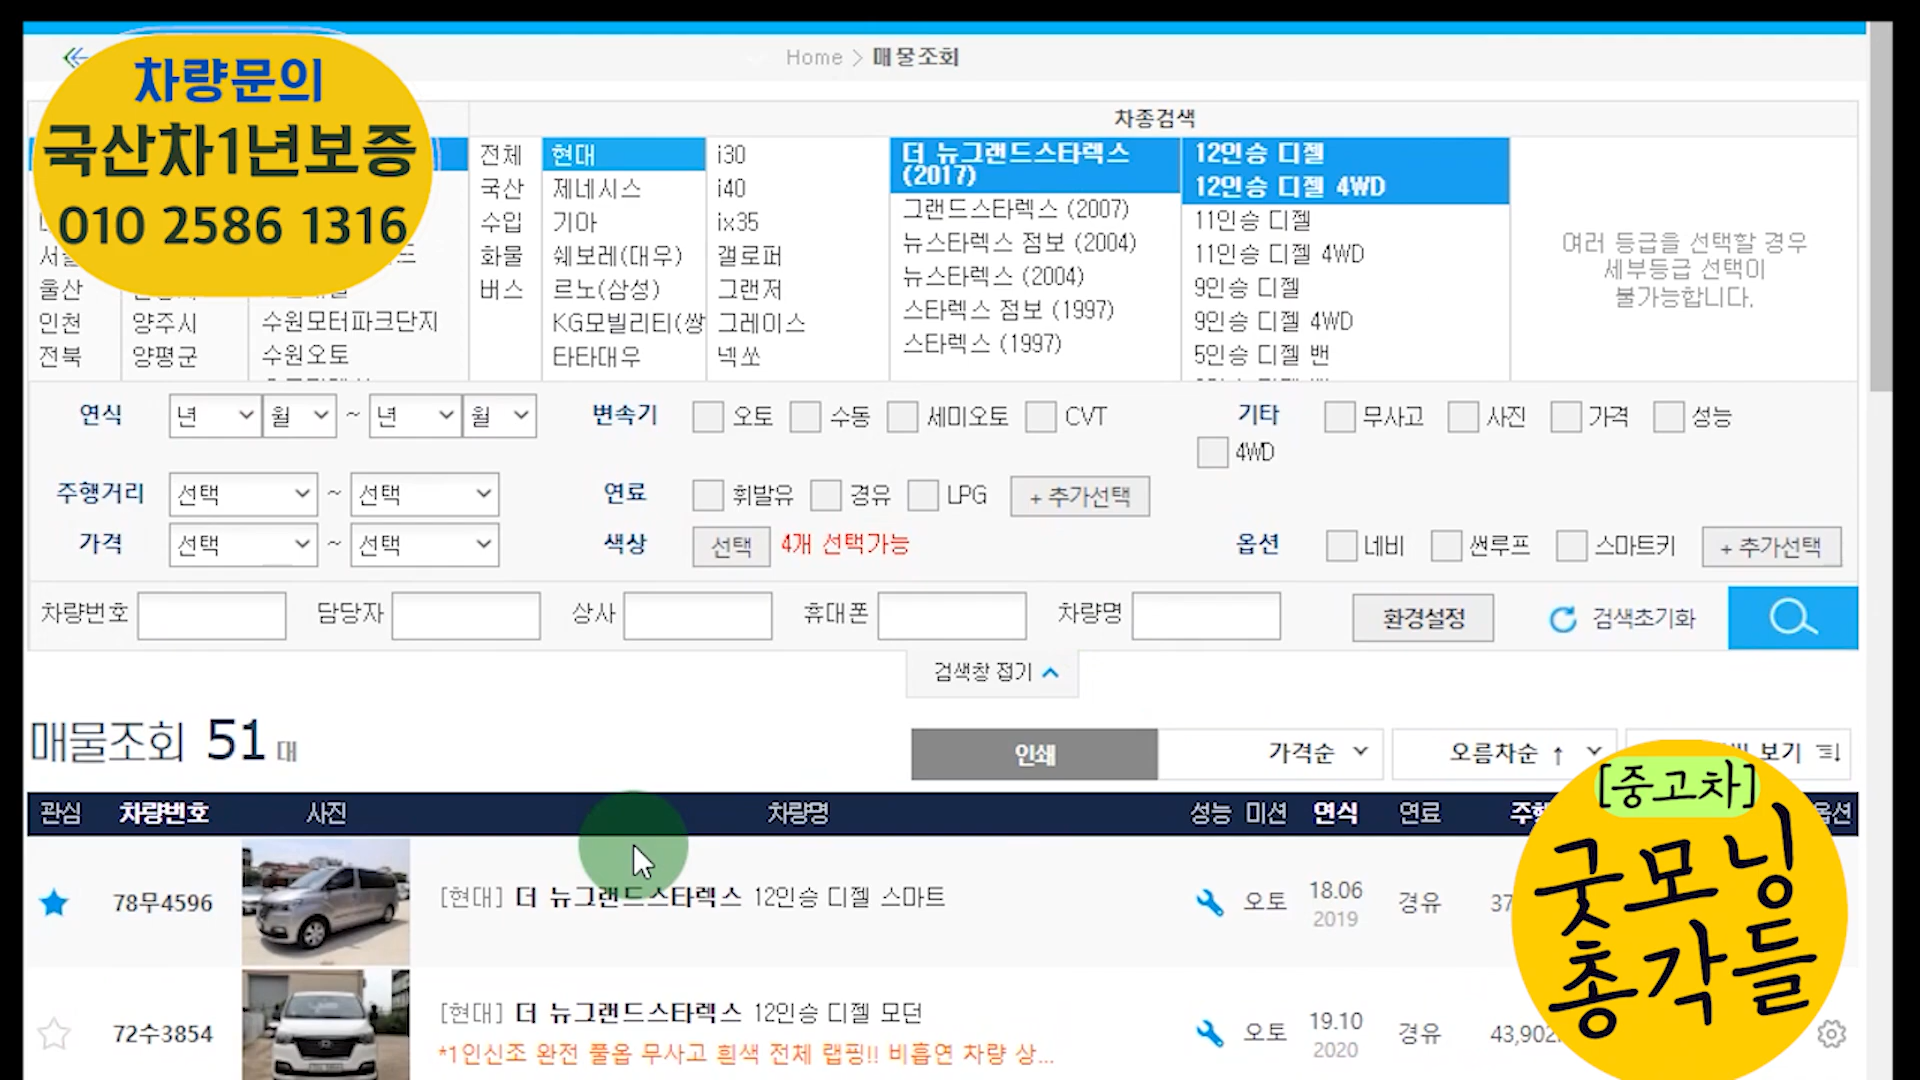 Home > 매물조회
차량문의
국산차1년보증
010 2586 1316
차종검색
울산
인천
전북
양주시
양평군
수원모터파크단지
수원오토
전체
국산
수입
화물
버스
현대
제네시스
기아
쉐보레(대우)
르노(삼성)
KG모빌리티(쌍
타타대우
i30
i40
ix35
갤로퍼
그랜저
그레이스
넥쏘
더 뉴그랜드스타렉스
(2017)
그랜드스타렉스 (2007)
뉴스타렉스 점보 (2004)
뉴스타렉스 (2004)
스타렉스 점보 (1997)
스타렉스 (1997)
12인승 디젤
12인승 디젤 4WD
11인승 디젤
11인승 디젤 4WD
9인승 디젤
9인승 디젤 4WD
5인승 디젤 밴
여러 등급을 선택할 경우
세부등급 선택이
불가능합니다.
연식 년 월 ~ 년 월 변속기 오토 수동 세미오토 CVT 기타 무사고 사진 가격 성능
4WD
주행거리 선택 ~ 선택 연료 휘발유 경유 LPG + 추가선택
가격 선택 ~ 선택 색상 선택 4개 선택가능 옵션 네비 썬루프 스마트키 + 추가선택
차량번호 담당자 상사 휴대폰 차량명 환경설정 검색초기화
검색창 접기
매물조회 51 대
인쇄 가격순 오름차순 ↑ 보기
관심 차량번호 사진 차량명 성능 미션 연식 연료 옵션
78무4596 [현대] 더 뉴그랜드스타렉스 12인승 디젤 스마트 오토 18.06 경유 37
2019
72수3854 [현대] 더 뉴그랜드스타렉스 12인승 디젤 모던 오토 19.10 경유 43,902
2020
*1인신조 완전 풀옵 무사고 흰색 전체 랩핑!! 비흡연 차량 상...
[중고차]
굿모닝
총각들